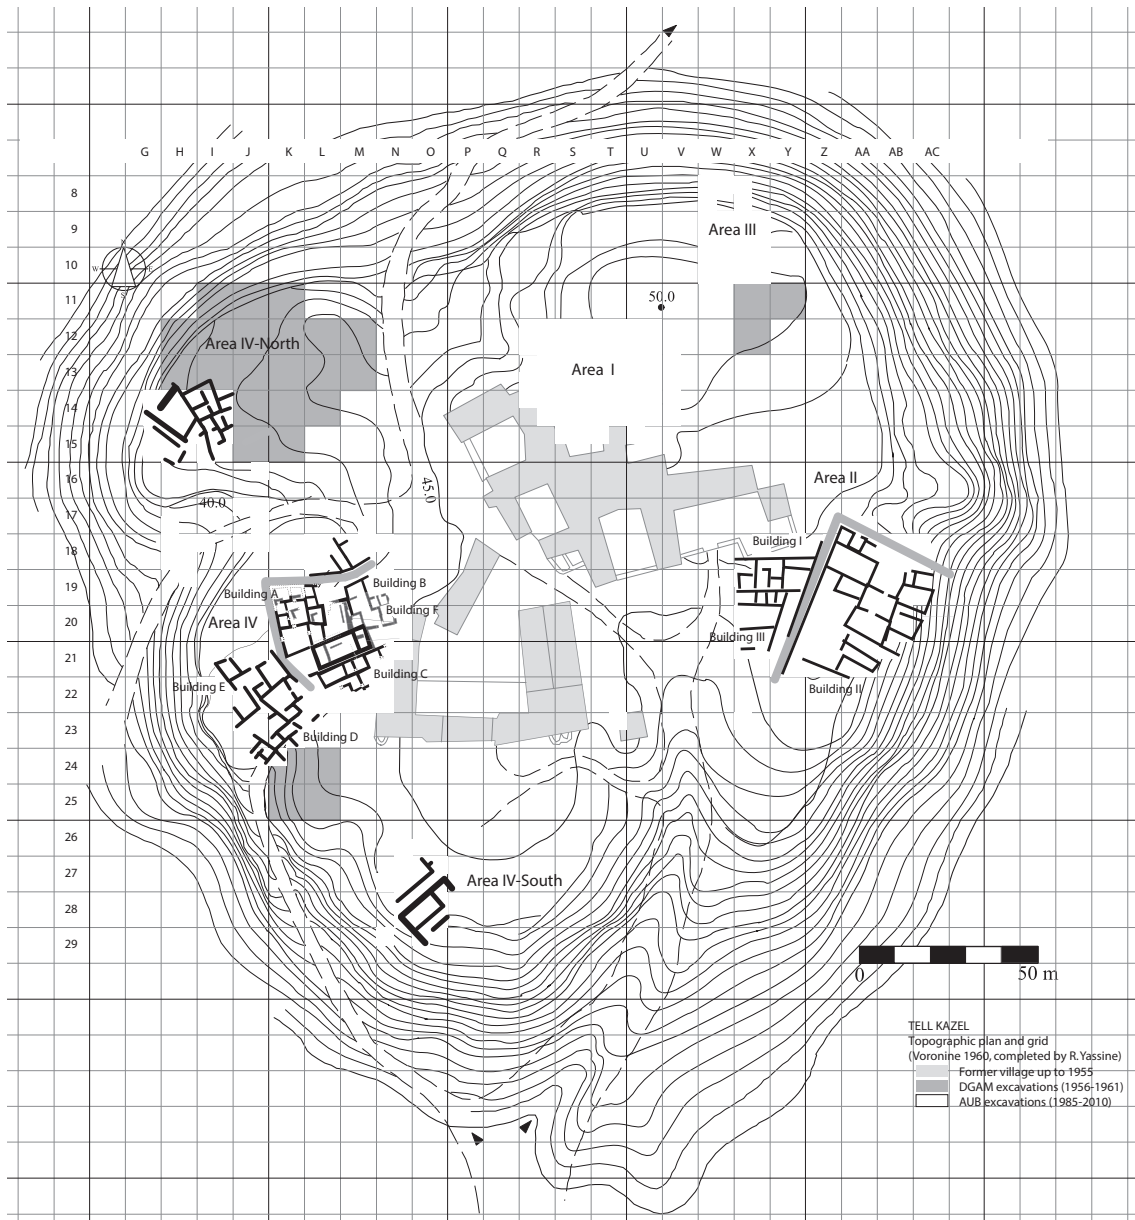 G H I J K L M N O P Q R S T U V W X Y Z AA AB AC
8
9
Area III
N
W E
S
10
11
50.0
12
Area IV-North
13
Area I
14
15
16
Area II
45.0
40.0
17
18
Building I
19
Building B
Building A
Building F
20
Area IV
Building III
21
Building C
22
Building E
Building II
23
Building D
24
25
26
27
Area IV-South
28
29
0 50 m
TELL KAZEL
Topographic plan and grid
(Voronine 1960, completed by R.Yassine)
Former village up to 1955
DGAM excavations (1956-1961)
AUB excavations (1985-2010)